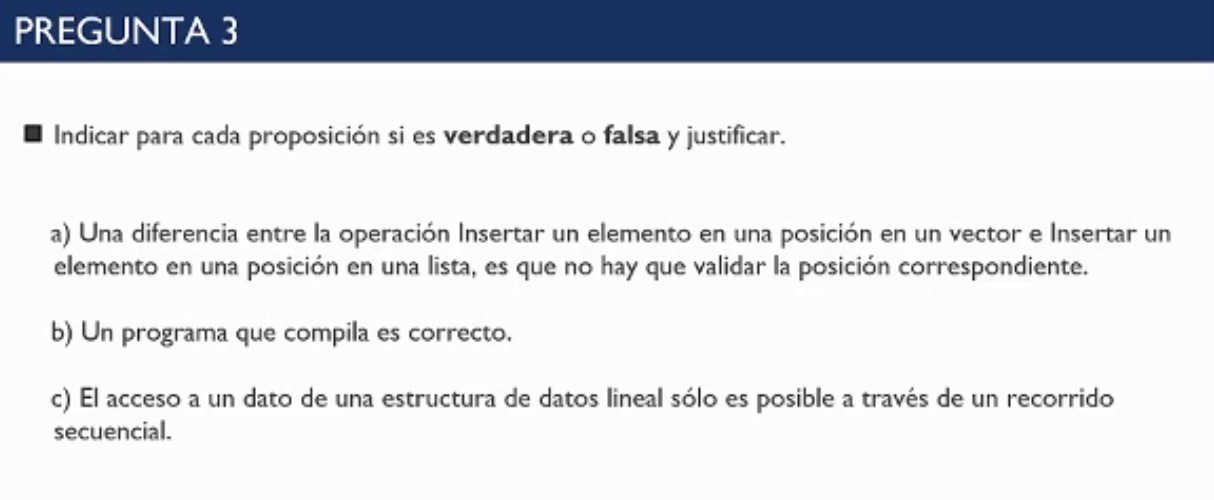 PREGUNTA 3
Indicar para cada proposición si es verdadera o falsa y justificar.
a) Una diferencia entre la operación Insertar un elemento en una posición en un vector e Insertar un
elemento en una posición en una lista, es que no hay que validar la posición correspondiente.
b) Un programa que compila es correcto.
c) El acceso a un dato de una estructura de datos lineal sólo es posible a través de un recorrido
secuencial.